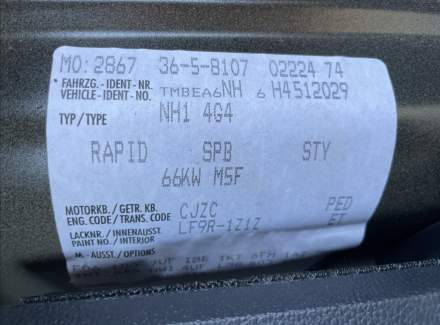 MO: 2867 36-5-8107 0222474
* FAHRZG.-IDENT-NR. TMBEA6NH 6 H4512029
VEHICLE-IDENT-NO.
TYP/TYPE NH1 4G4
RAPID SPB STY
66KW M5F
MOTORKB./GETR. KB. CJZC PED
ENG. CODE/TRANS. CODE
LACKNR./INNENAUSST. LF9R-1Z1Z ET
PAINT NO./INTERIOR
M.-AUSST./OPTIONS